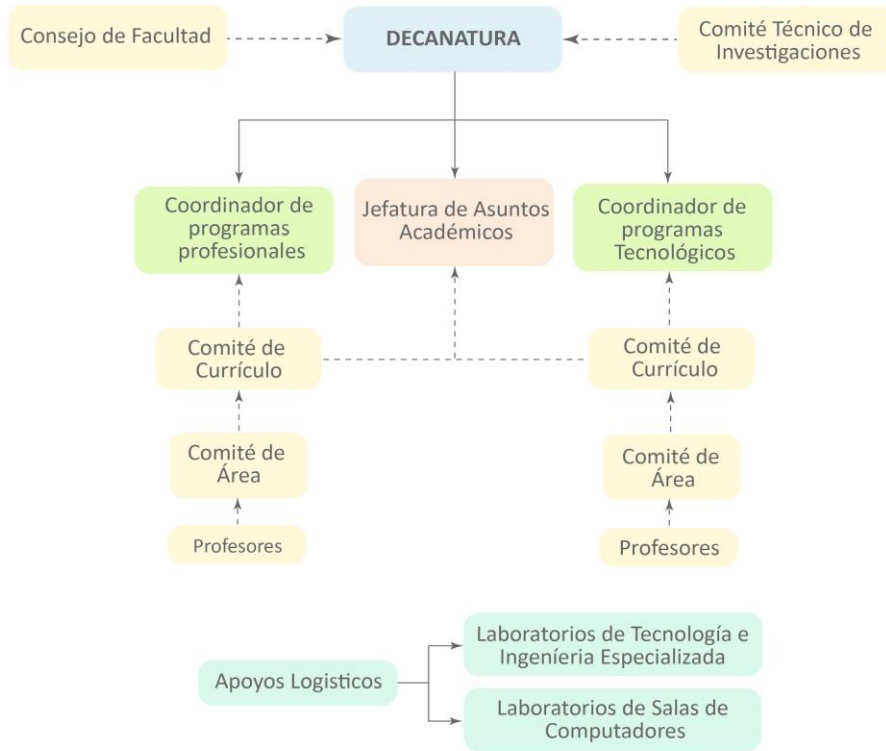 Consejo de Facultad
DECANATURA
Comité Técnico de
Investigaciones
Coordinador de
programas
profesionales
Jefatura de Asuntos
Académicos
Coordinador de
programas
Tecnológicos
Comité de
Currículo
Comité de
Currículo
Comité de
Área
Comité de
Área
Profesores
Profesores
Apoyos Logisticos
Laboratorios de Tecnología e
Ingeníeria Especializada
Laboratorios de Salas de
Computadores